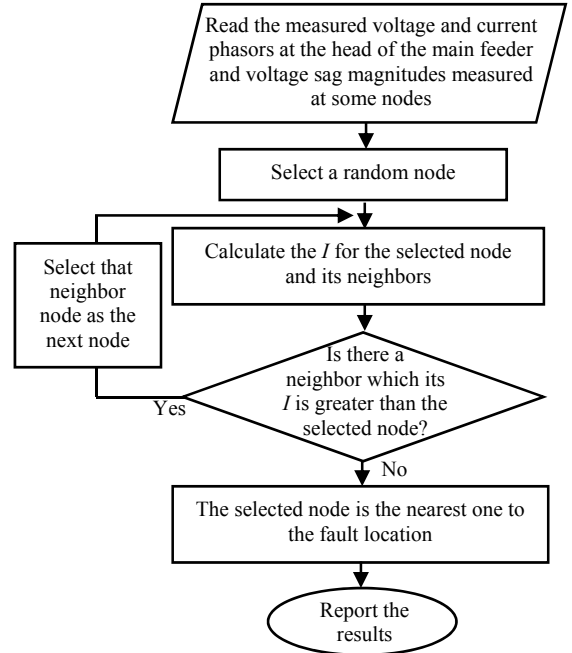 Read the measured voltage and current
phasors at the head of the main feeder
and voltage sag magnitudes measured
at some nodes
Select a random node
Calculate the I for the selected node
and its neighbors
Select that
neighbor
node as the
next node
Is there a
neighbor which its
I is greater than the
selected node?
Yes
No
The selected node is the nearest one to
the fault location
Report the
results